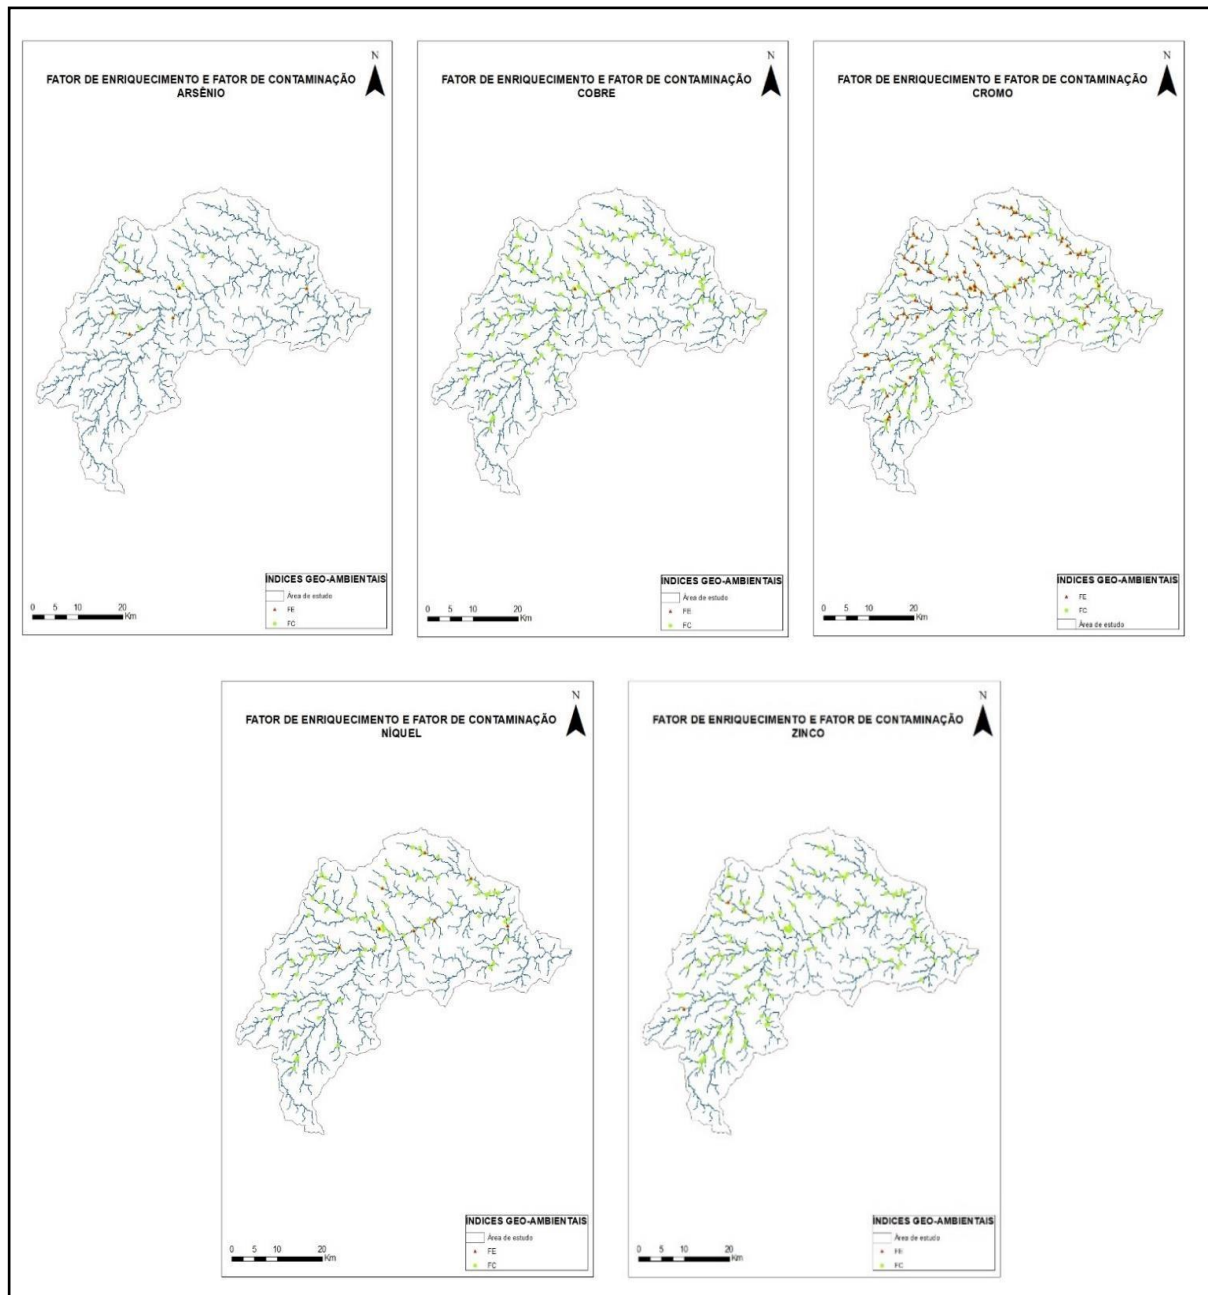 N
FATOR DE ENRIQUECIMENTO E FATOR DE CONTAMINAÇÃO
ARSÊNIO
ÍNDICES GEO-AMBIENTAIS
Área de estudo
FE
FC
0 5 10 20
Km
N
FATOR DE ENRIQUECIMENTO E FATOR DE CONTAMINAÇÃO
COBRE
ÍNDICES GEO-AMBIENTAIS
Área de estudo
FE
FC
0 5 10 20
Km
N
FATOR DE ENRIQUECIMENTO E FATOR DE CONTAMINAÇÃO
CROMO
ÍNDICES GEO-AMBIENTAIS
FE
FC
Área de estudo
0 5 10 20
Km
N
FATOR DE ENRIQUECIMENTO E FATOR DE CONTAMINAÇÃO
NÍQUEL
ÍNDICES GEO-AMBIENTAIS
Área de estudo
FE
FC
0 5 10 20
Km
N
FATOR DE ENRIQUECIMENTO E FATOR DE CONTAMINAÇÃO
ZINCO
ÍNDICES GEO-AMBIENTAIS
Área de estudo
FE
FC
0 5 10 20
Km